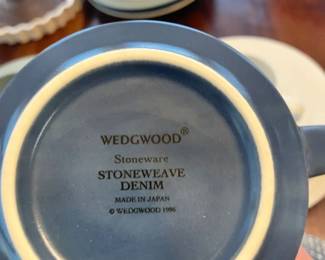 WEDGWOOD®
Stoneware
STONEWEAVE
DENIM
MADE IN JAPAN
© WEDGWOOD 1986